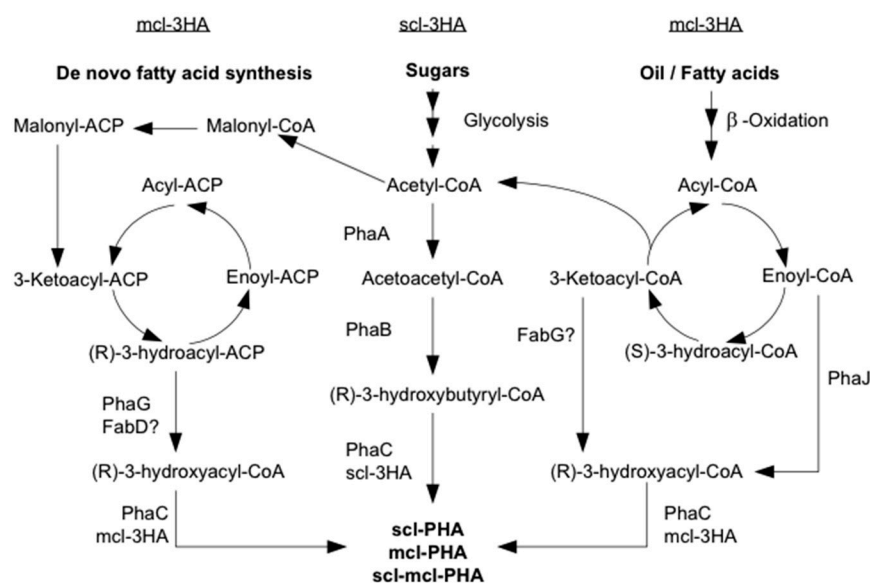 mcl-3HA
scl-3HA
mcl-3HA
De novo fatty acid synthesis
Sugars
Oil / Fatty acids
Malonyl-ACP
Malonyl-CoA
Glycolysis
β -Oxidation
Acyl-ACP
Acetyl-CoA
Acyl-CoA
PhaA
3-Ketoacyl-ACP
Enoyl-ACP
Acetoacetyl-CoA
3-Ketoacyl-CoA
Enoyl-CoA
PhaB
FabG?
(R)-3-hydroacyl-ACP
(S)-3-hydroacyl-CoA
PhaJ
PhaG
FabD?
(R)-3-hydroxybutyryl-CoA
PhaC
scl-3HA
(R)-3-hydroxyacyl-CoA
(R)-3-hydroxyacyl-CoA
PhaC
mcl-3HA
PhaC
mcl-3HA
scl-PHA
mcl-PHA
scl-mcl-PHA